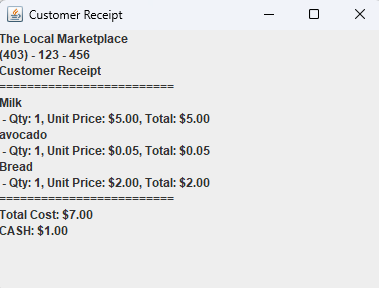 Customer Receipt
The Local Marketplace
(403) - 123 - 456
Customer Receipt
=========================
Milk
- Qty: 1, Unit Price: $5.00, Total: $5.00
avocado
- Qty: 1, Unit Price: $0.05, Total: $0.05
Bread
- Qty: 1, Unit Price: $2.00, Total: $2.00
=========================
Total Cost: $7.00
CASH: $1.00